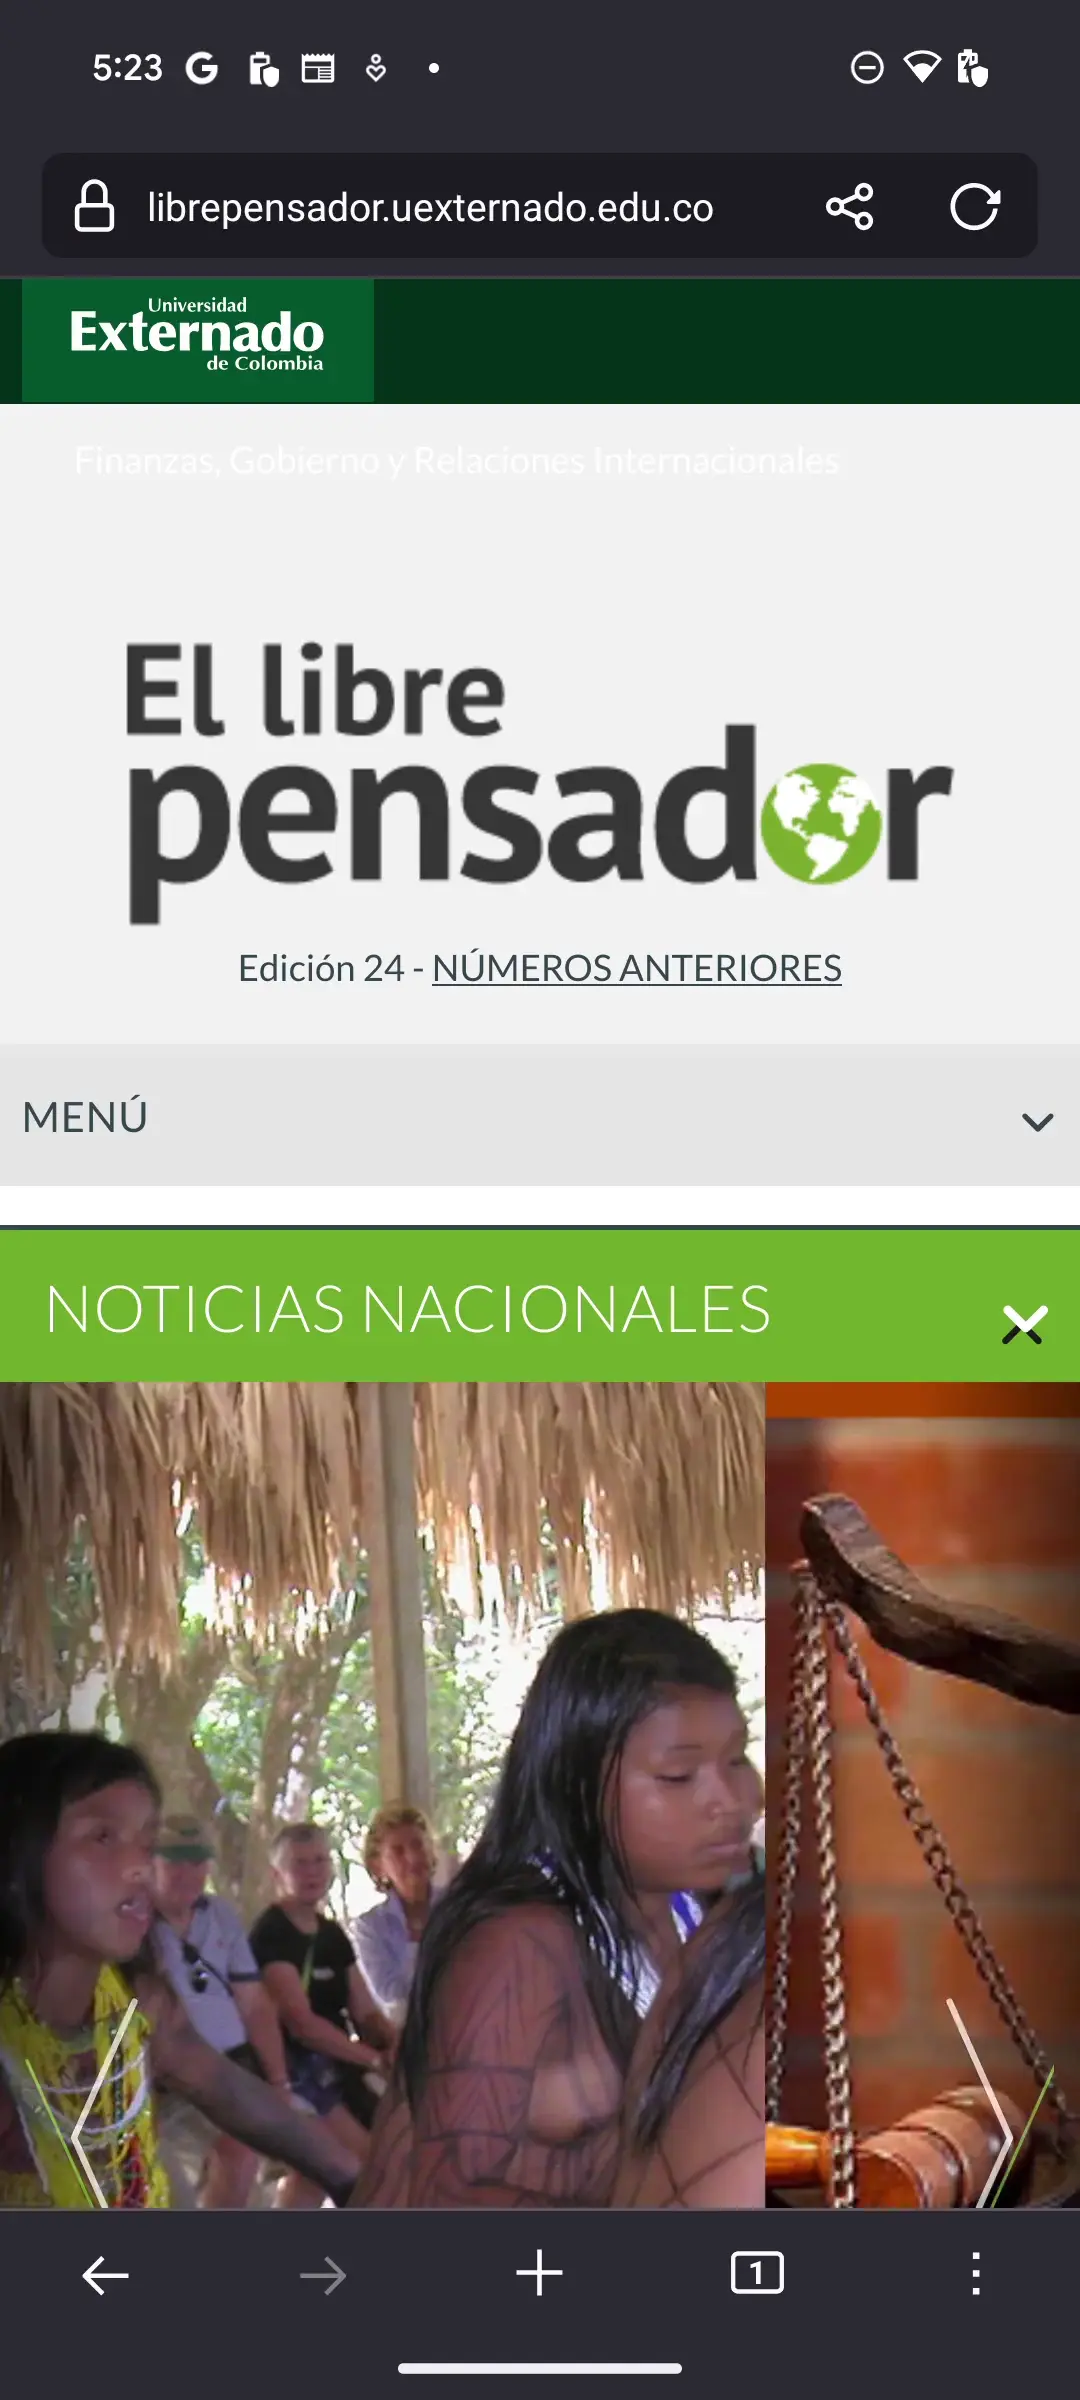 5:23
librepensador.uexternado.edu.co
Universidad
Externado
de Colombia
Finanzas, Gobierno y Relaciones Internacionales
El libre
pensador
Edición 24 - NÚMEROS ANTERIORES
MENÚ
NOTICIAS NACIONALES
1